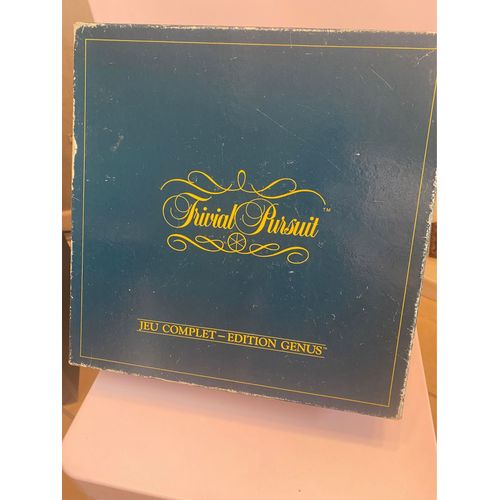 Trivial Pursuit™
JEU COMPLET – EDITION GENUS™